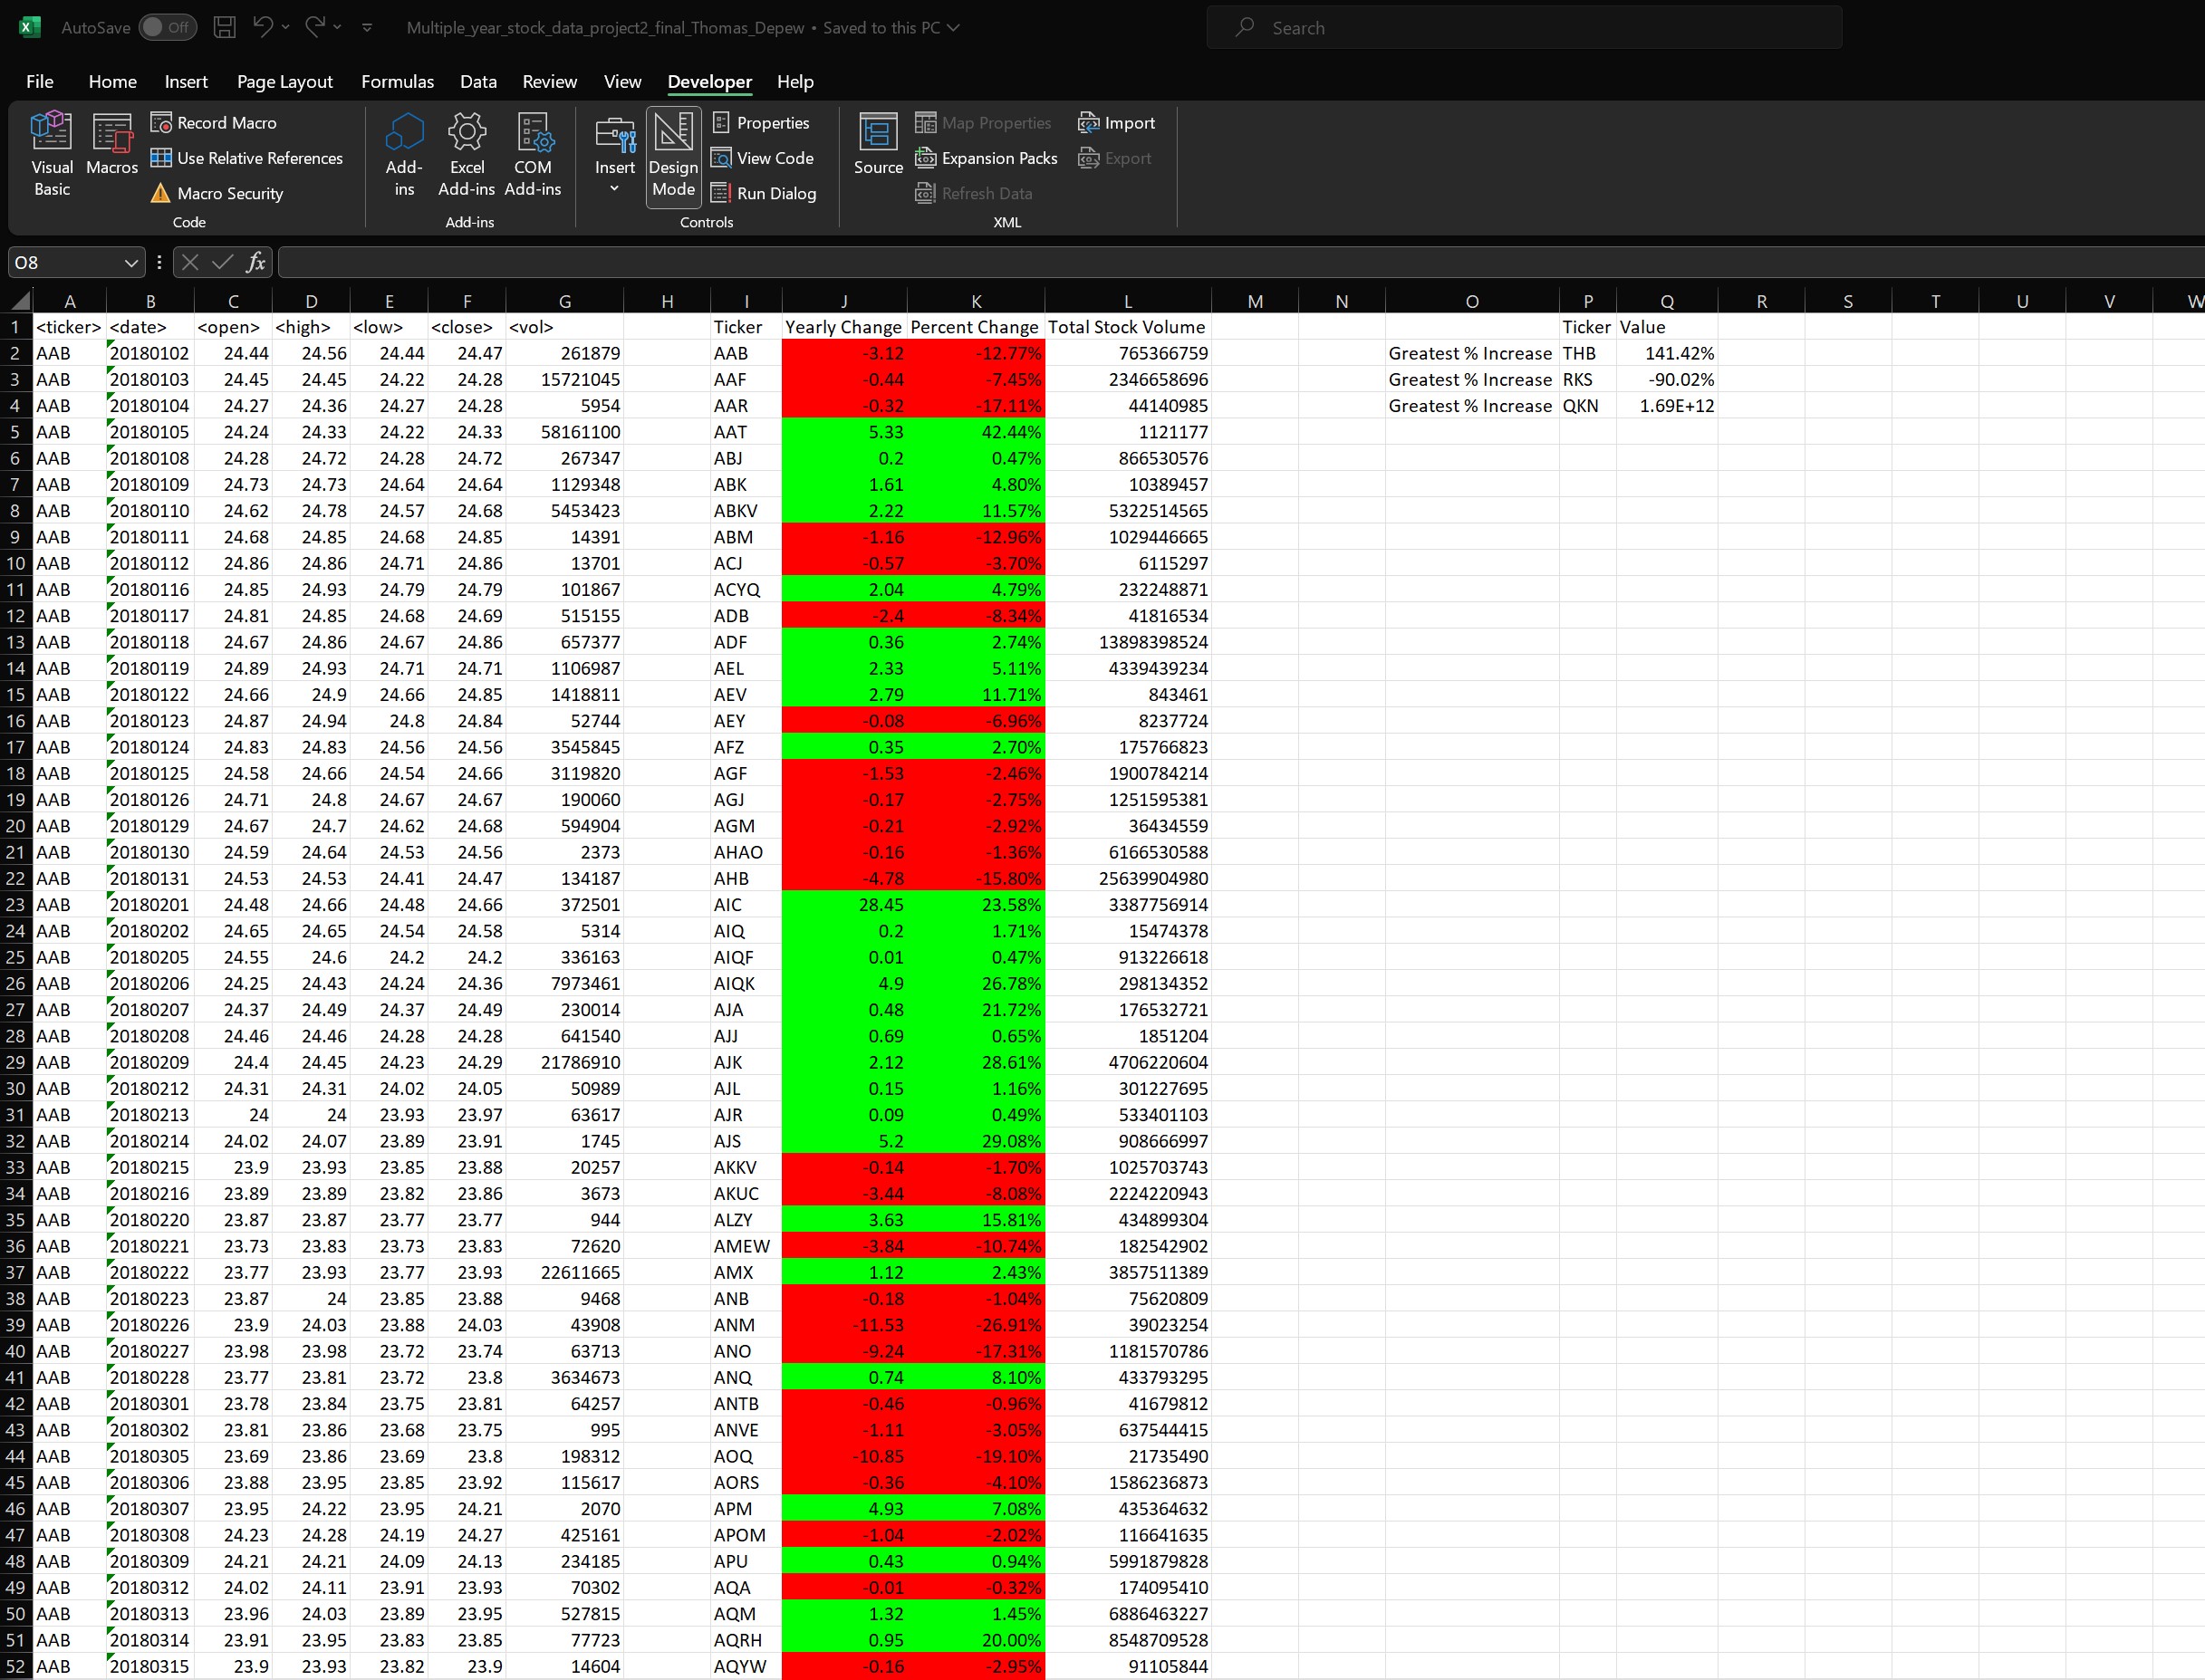 AutoSave Off Multiple_year_stock_data_project2_final_Thomas_Depew • Saved to this PC Search
File Home Insert Page Layout Formulas Data Review View Developer Help
Visual Basic Macros Record Macro Use Relative References Macro Security Code
Add-ins Excel Add-ins COM Add-ins Add-ins
Insert Design Mode Properties View Code Run Dialog Controls
Source Map Properties Expansion Packs Refresh Data Import Export XML
O8 fx
A B C D E F G H I J K L M N O P Q R S T U V W
1 <ticker> <date> <open> <high> <low> <close> <vol> Ticker Yearly Change Percent Change Total Stock Volume Ticker Value
2 AAB 20180102 24.44 24.56 24.44 24.47 261879 AAB -3.12 -12.77% 765366759 Greatest % Increase THB 141.42%
3 AAB 20180103 24.45 24.45 24.22 24.28 15721045 AAF -0.44 -7.45% 2346658696 Greatest % Increase RKS -90.02%
4 AAB 20180104 24.27 24.36 24.27 24.28 5954 AAR -0.32 -17.11% 44140985 Greatest % Increase QKN 1.69E+12
5 AAB 20180105 24.24 24.33 24.22 24.33 58161100 AAT 5.33 42.44% 1121177
6 AAB 20180108 24.28 24.72 24.28 24.72 267347 ABJ 0.2 0.47% 866530576
7 AAB 20180109 24.73 24.73 24.64 24.64 1129348 ABK 1.61 4.80% 10389457
8 AAB 20180110 24.62 24.78 24.57 24.68 5453423 ABKV 2.22 11.57% 5322514565
9 AAB 20180111 24.68 24.85 24.68 24.85 14391 ABM -1.16 -12.96% 1029446665
10 AAB 20180112 24.86 24.86 24.71 24.86 13701 ACJ -0.57 -3.70% 6115297
11 AAB 20180116 24.85 24.93 24.79 24.79 101867 ACYQ 2.04 4.79% 232248871
12 AAB 20180117 24.81 24.85 24.68 24.69 515155 ADB -2.4 -8.34% 41816534
13 AAB 20180118 24.67 24.86 24.67 24.86 657377 ADF 0.36 2.74% 13898398524
14 AAB 20180119 24.89 24.93 24.71 24.71 1106987 AEL 2.33 5.11% 4339439234
15 AAB 20180122 24.66 24.9 24.66 24.85 1418811 AEV 2.79 11.71% 843461
16 AAB 20180123 24.87 24.94 24.8 24.84 52744 AEY -0.08 -6.96% 8237724
17 AAB 20180124 24.83 24.83 24.56 24.56 3545845 AFZ 0.35 2.70% 175766823
18 AAB 20180125 24.58 24.66 24.54 24.66 3119820 AGF -1.53 -2.46% 1900784214
19 AAB 20180126 24.71 24.8 24.67 24.67 190060 AGJ -0.17 -2.75% 1251595381
20 AAB 20180129 24.67 24.7 24.62 24.68 594904 AGM -0.21 -2.92% 36434559
21 AAB 20180130 24.59 24.64 24.53 24.56 2373 AHAO -0.16 -1.36% 6166530588
22 AAB 20180131 24.53 24.53 24.41 24.47 134187 AHB -4.78 -15.80% 25639904980
23 AAB 20180201 24.48 24.66 24.48 24.66 372501 AIC 28.45 23.58% 3387756914
24 AAB 20180202 24.65 24.65 24.54 24.58 5314 AIQ 0.2 1.71% 15474378
25 AAB 20180205 24.55 24.6 24.2 24.2 336163 AIQF 0.01 0.47% 913226618
26 AAB 20180206 24.25 24.43 24.24 24.36 7973461 AIQK 4.9 26.78% 298134352
27 AAB 20180207 24.37 24.49 24.37 24.49 230014 AJA 0.48 21.72% 176532721
28 AAB 20180208 24.46 24.46 24.28 24.28 641540 AJJ 0.69 0.65% 1851204
29 AAB 20180209 24.4 24.45 24.23 24.29 21786910 AJK 2.12 28.61% 4706220604
30 AAB 20180212 24.31 24.31 24.02 24.05 50989 AJL 0.15 1.16% 301227695
31 AAB 20180213 24 24 23.93 23.97 63617 AJR 0.09 0.49% 533401103
32 AAB 20180214 24.02 24.07 23.89 23.91 1745 AJS 5.2 29.08% 908666997
33 AAB 20180215 23.9 23.93 23.85 23.88 20257 AKKV -0.14 -1.70% 1025703743
34 AAB 20180216 23.89 23.89 23.82 23.86 3673 AKUC -3.44 -8.08% 2224220943
35 AAB 20180220 23.87 23.87 23.77 23.77 944 ALZY 3.63 15.81% 434899304
36 AAB 20180221 23.73 23.83 23.73 23.83 72620 AMEW -3.84 -10.74% 182542902
37 AAB 20180222 23.77 23.93 23.77 23.93 22611665 AMX 1.12 2.43% 3857511389
38 AAB 20180223 23.87 24 23.85 23.88 9468 ANB -0.18 -1.04% 75620809
39 AAB 20180226 23.9 24.03 23.88 24.03 43908 ANM -11.53 -26.91% 39023254
40 AAB 20180227 23.98 23.98 23.72 23.74 63713 ANO -9.24 -17.31% 1181570786
41 AAB 20180228 23.77 23.81 23.72 23.8 3634673 ANQ 0.74 8.10% 433793295
42 AAB 20180301 23.78 23.84 23.75 23.81 64257 ANTB -0.46 -0.96% 41679812
43 AAB 20180302 23.81 23.86 23.68 23.75 995 ANVE -1.11 -3.05% 637544415
44 AAB 20180305 23.69 23.86 23.69 23.8 198312 AOQ -10.85 -19.10% 21735490
45 AAB 20180306 23.88 23.95 23.85 23.92 115617 AORS -0.36 -4.10% 1586236873
46 AAB 20180307 23.95 24.22 23.95 24.21 2070 APM 4.93 7.08% 435364632
47 AAB 20180308 24.23 24.28 24.19 24.27 425161 APOM -1.04 -2.02% 116641635
48 AAB 20180309 24.21 24.21 24.09 24.13 234185 APU 0.43 0.94% 5991879828
49 AAB 20180312 24.02 24.11 23.91 23.93 70302 AQA -0.01 -0.32% 174095410
50 AAB 20180313 23.96 24.03 23.89 23.95 527815 AQM 1.32 1.45% 6886463227
51 AAB 20180314 23.91 23.95 23.83 23.85 77723 AQRH 0.95 20.00% 8548709528
52 AAB 20180315 23.9 23.93 23.82 23.9 14604 AQYW -0.16 -2.95% 91105844